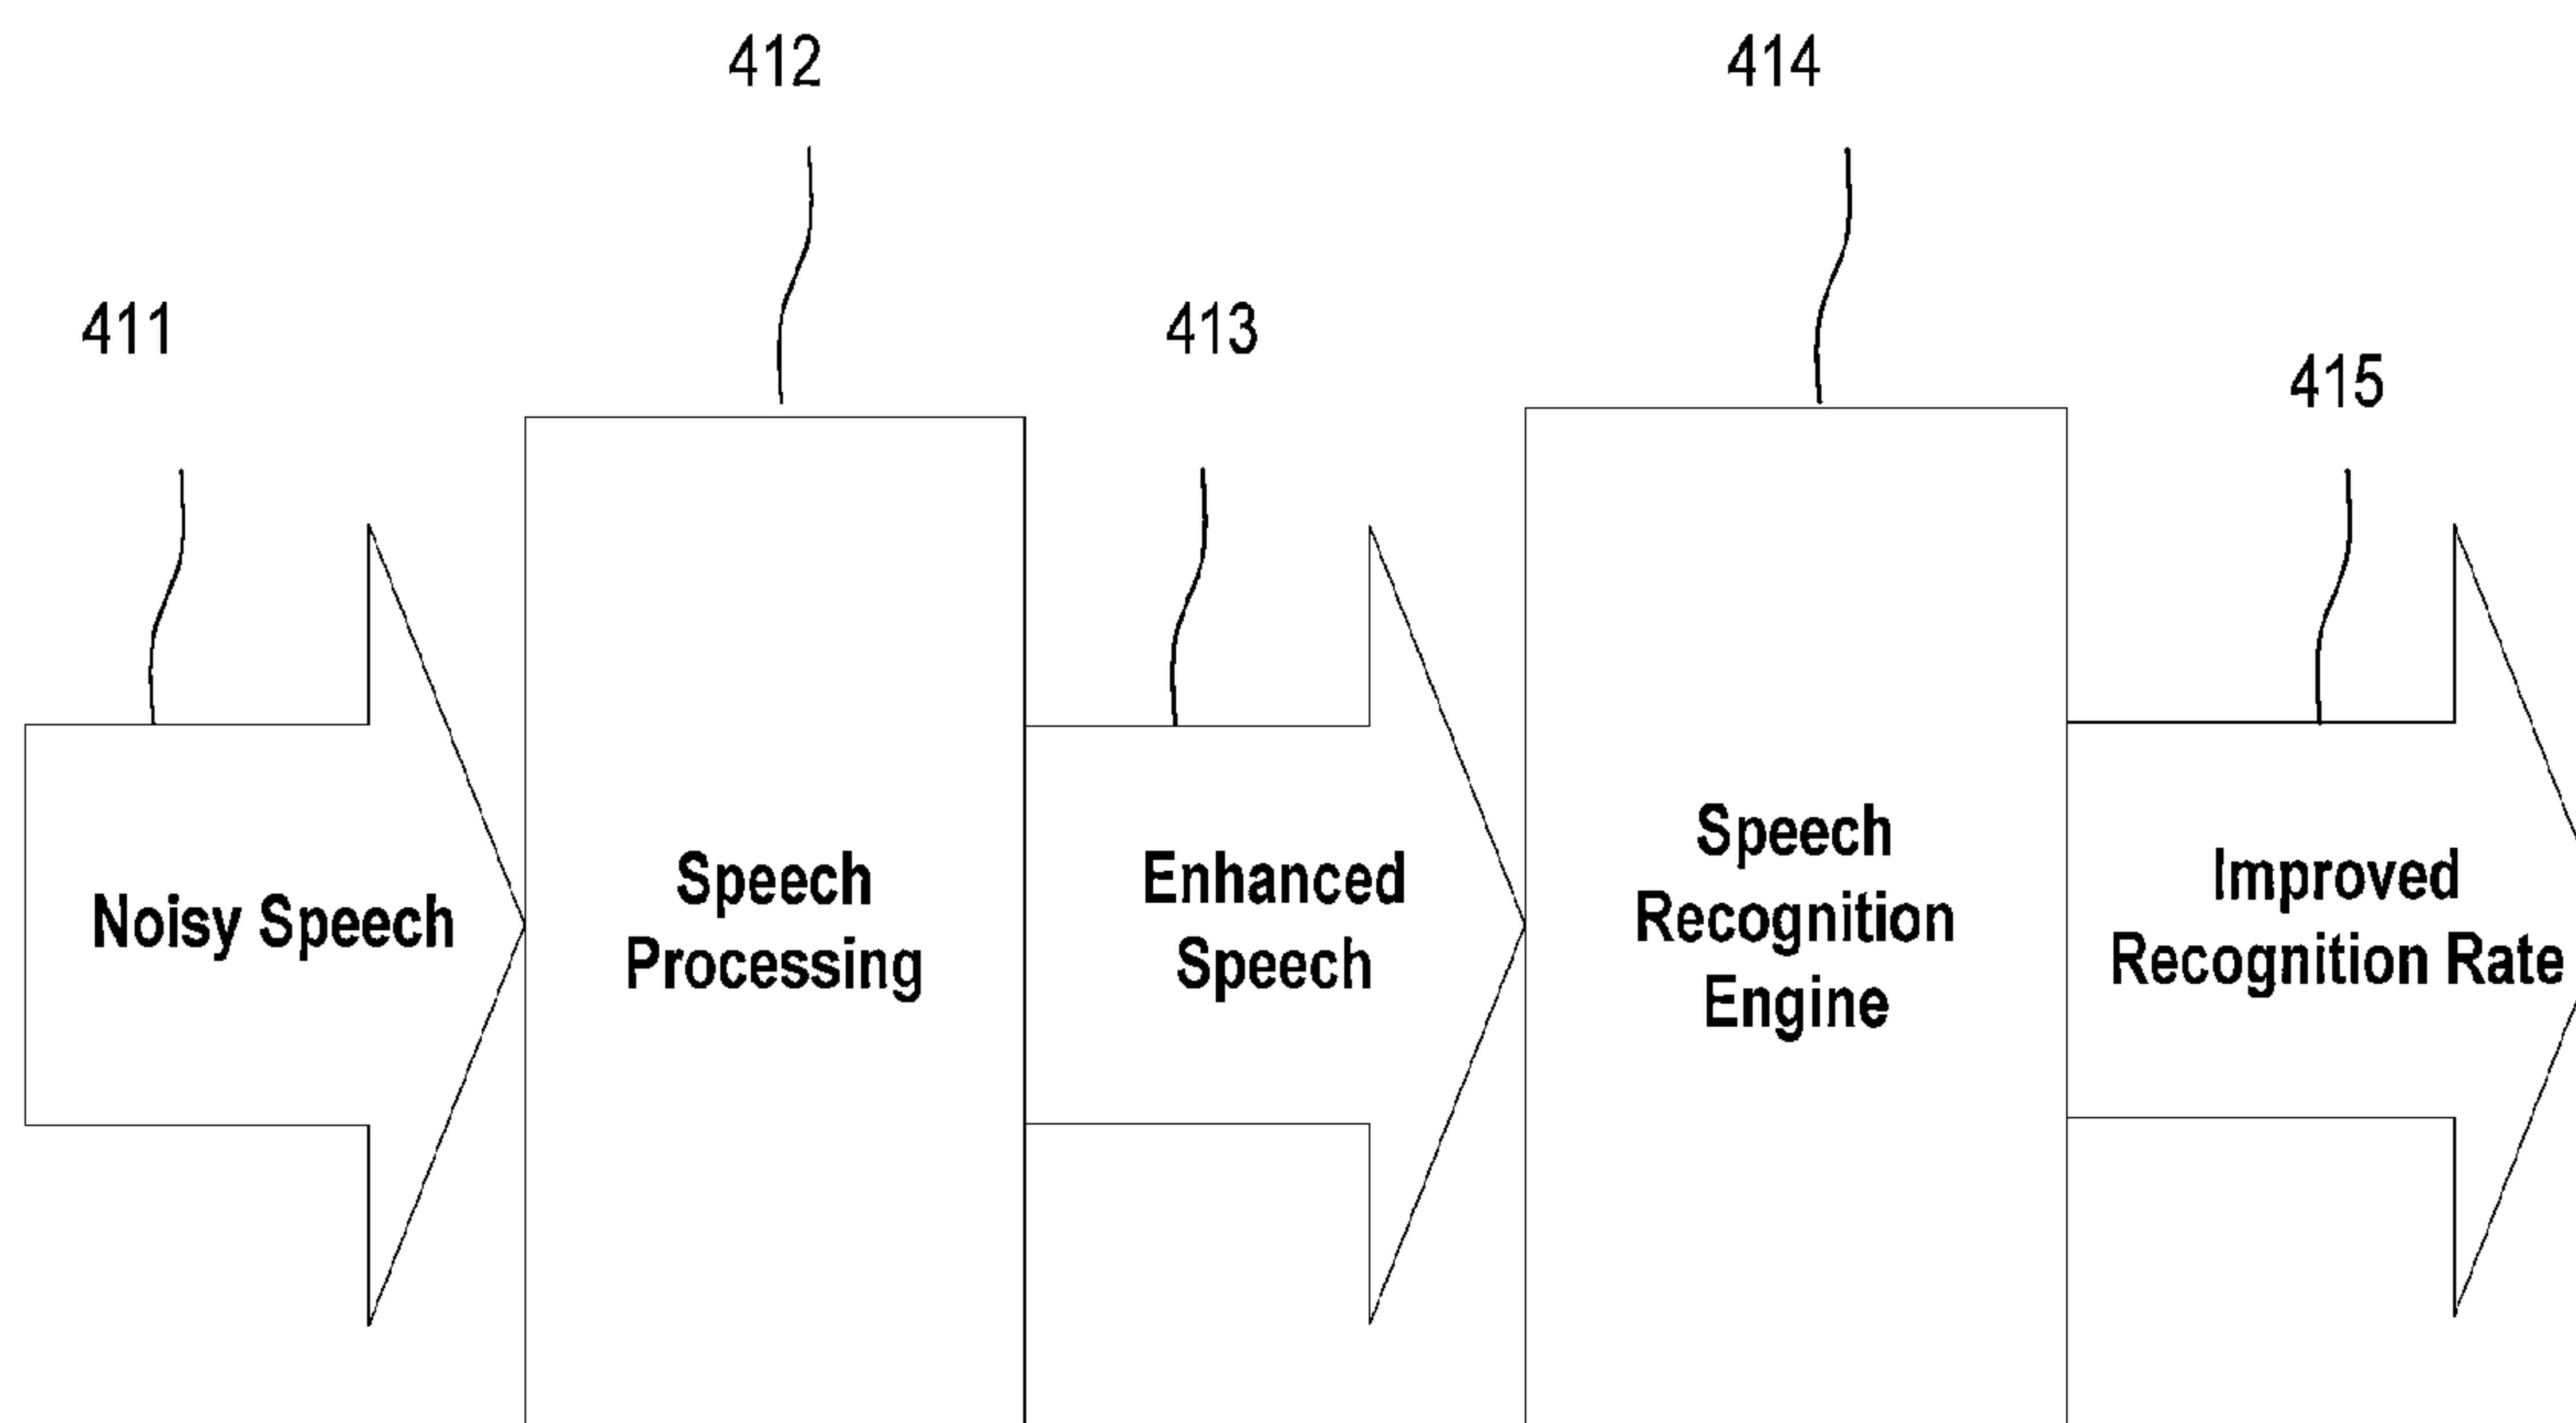 412
414
411
413
415
Noisy Speech
Speech
Processing
Enhanced
Speech
Speech
Recognition
Engine
Improved
Recognition Rate